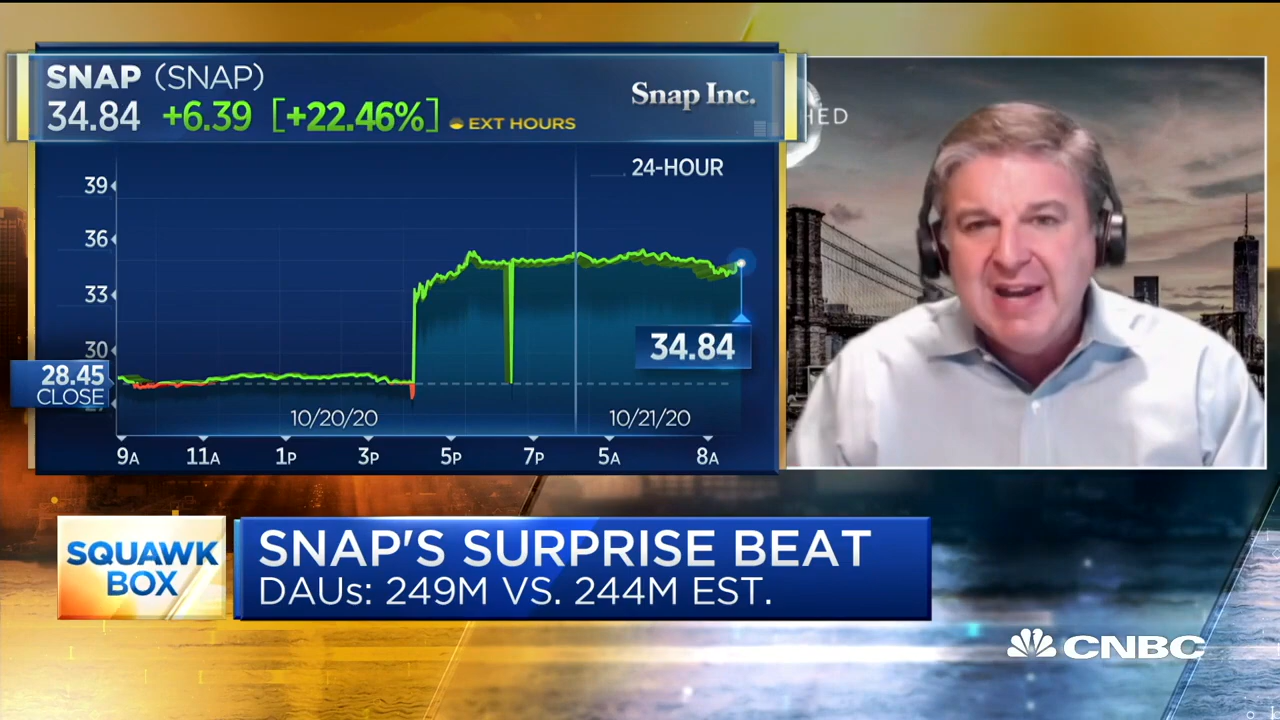 SNAP (SNAP)
34.84 +6.39 [+22.46%] EXT HOURS
Snap Inc.
24-HOUR
39
36
33
30
28.45
CLOSE
34.84
10/20/20 10/21/20
9A 11A 1P 3P 5P 7P 5A 8A
HED
SQUAWK
BOX
SNAP'S SURPRISE BEAT
DAUs: 249M VS. 244M EST.
CNBC